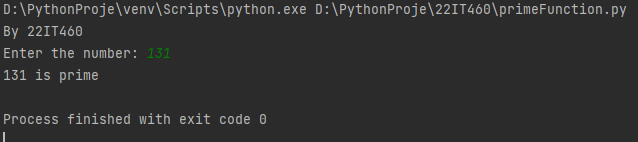 D:\PythonProje\venv\Scripts\python.exe D:\PythonProje\22IT460\primeFunction.py
By 22IT460
Enter the number: 131
131 is prime
Process finished with exit code 0